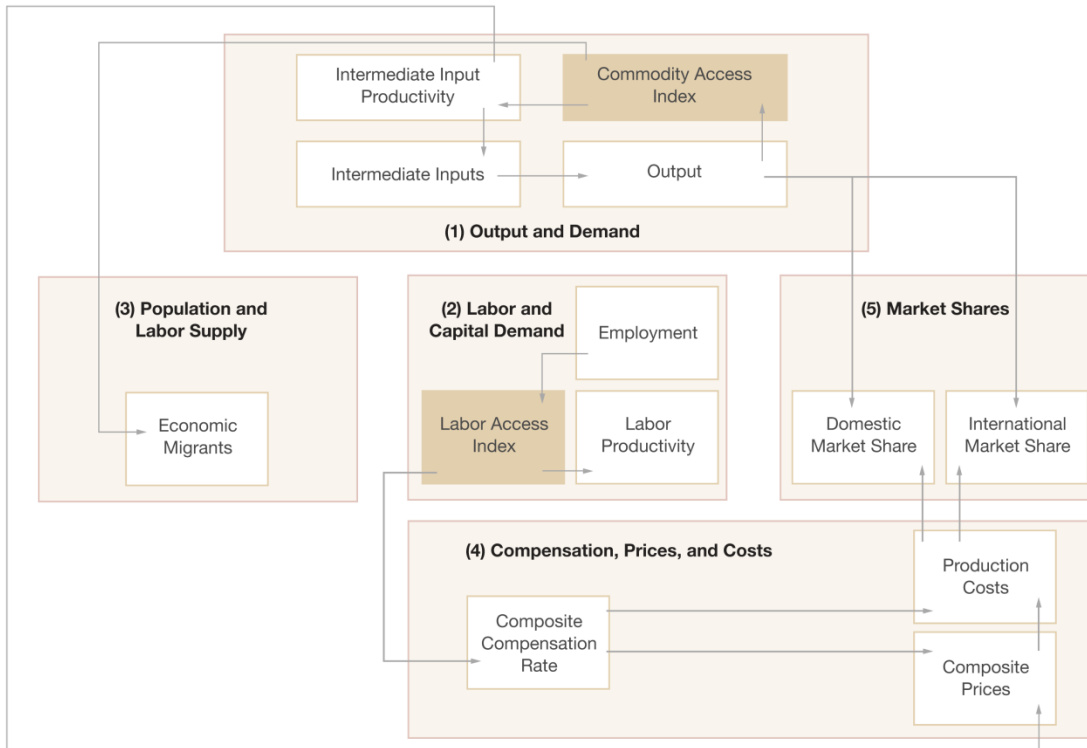 Intermediate Input
Productivity
Commodity Access
Index
Intermediate Inputs
Output
(1) Output and Demand
(3) Population and
Labor Supply
Economic
Migrants
(2) Labor and
Capital Demand
Employment
Labor Access
Index
Labor
Productivity
(5) Market Shares
Domestic
Market Share
International
Market Share
(4) Compensation, Prices, and Costs
Composite
Compensation
Rate
Production
Costs
Composite
Prices